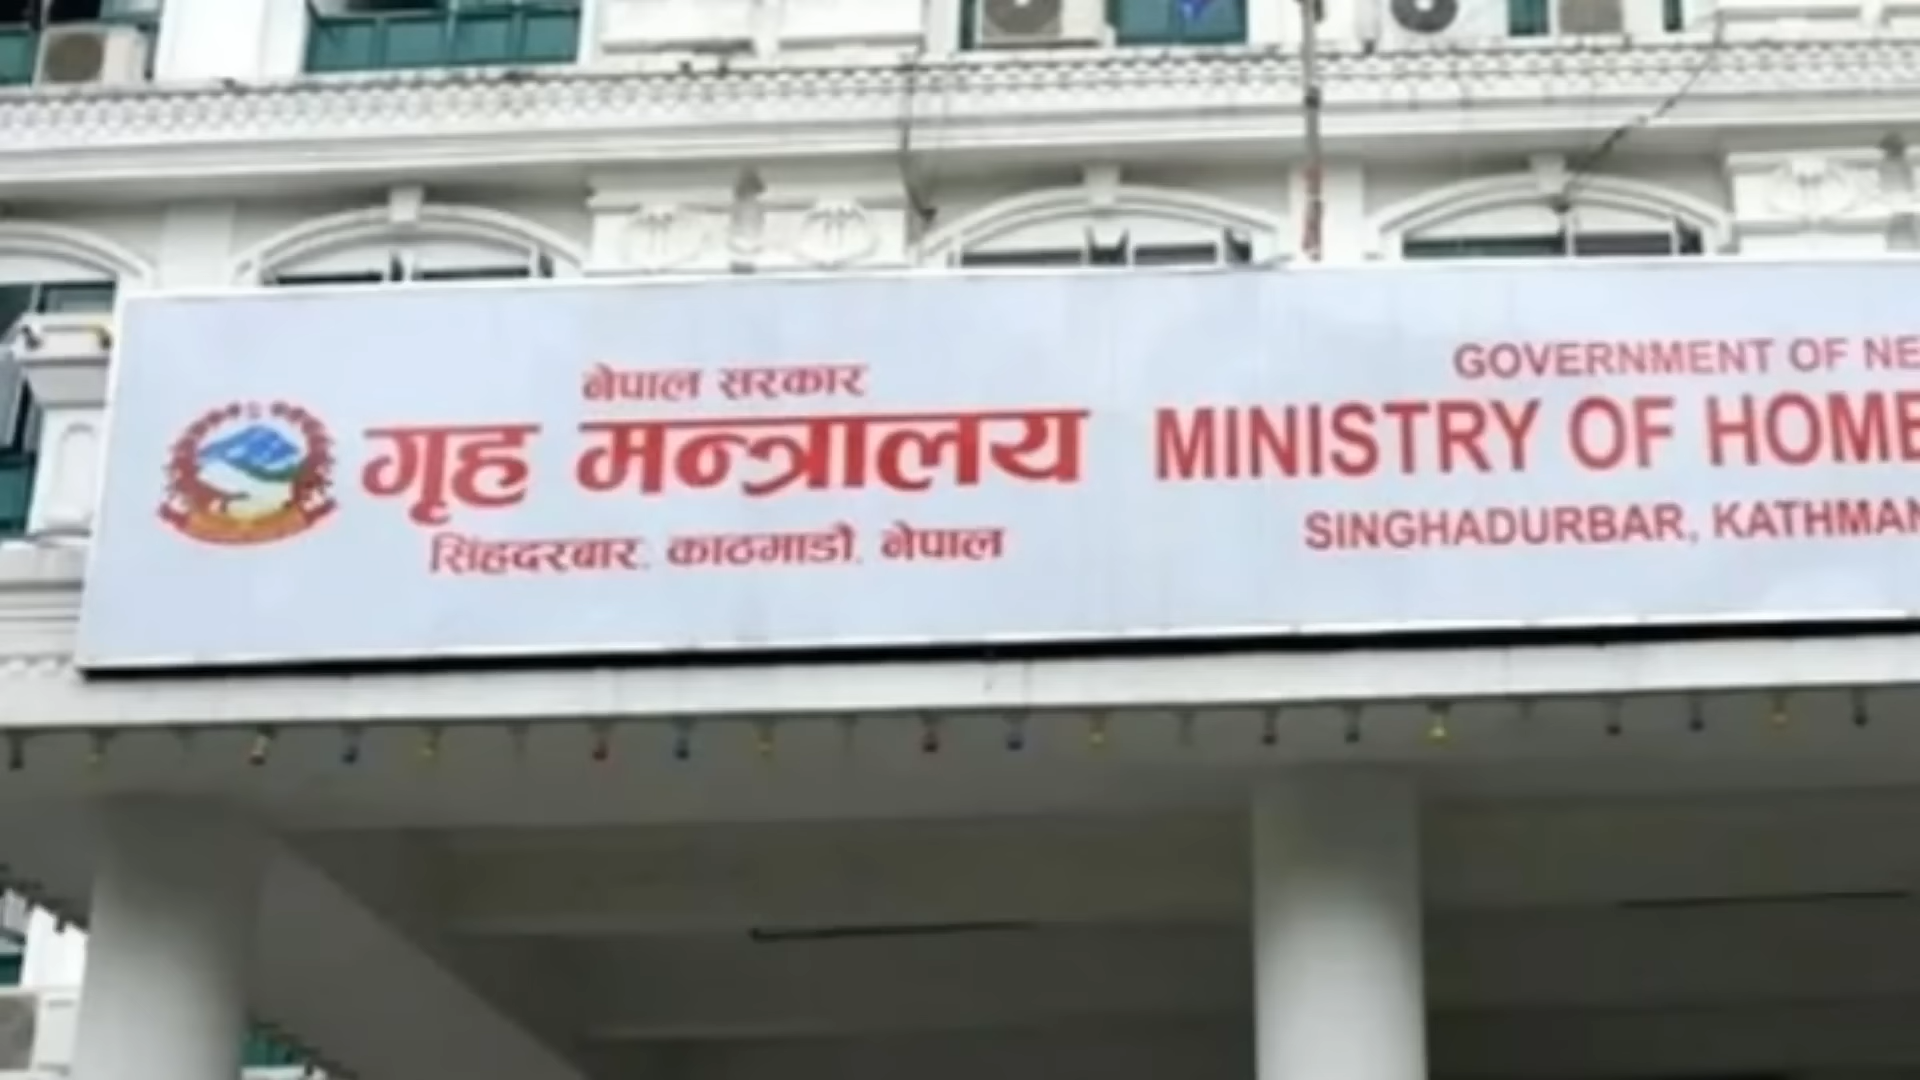 नेपाल सरकार
गृह मन्त्रालय
सिंहदरबार, काठमाडौं, नेपाल
GOVERNMENT OF NE
MINISTRY OF HOME
SINGHADURBAR, KATHMAN